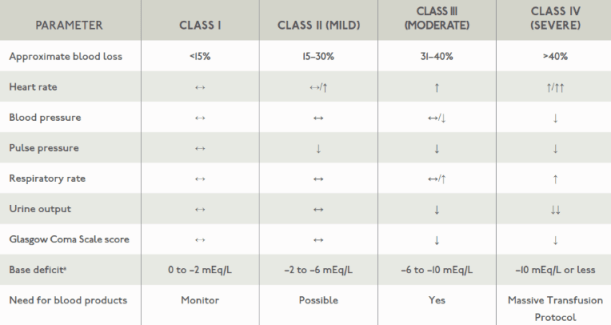 PARAMETER CLASS I CLASS II (MILD) CLASS III (MODERATE) CLASS IV (SEVERE)
Approximate blood loss <15% 15–30% 31–40% >40%
Heart rate ↔ ↔/↑ ↑ ↑/↑↑
Blood pressure ↔ ↔ ↔/↓ ↓
Pulse pressure ↔ ↓ ↓ ↓
Respiratory rate ↔ ↔ ↔/↑ ↑
Urine output ↔ ↔ ↓ ↓↓
Glasgow Coma Scale score ↔ ↔ ↓ ↓
Base deficitᵃ 0 to –2 mEq/L –2 to –6 mEq/L –6 to –10 mEq/L –10 mEq/L or less
Need for blood products Monitor Possible Yes Massive Transfusion Protocol